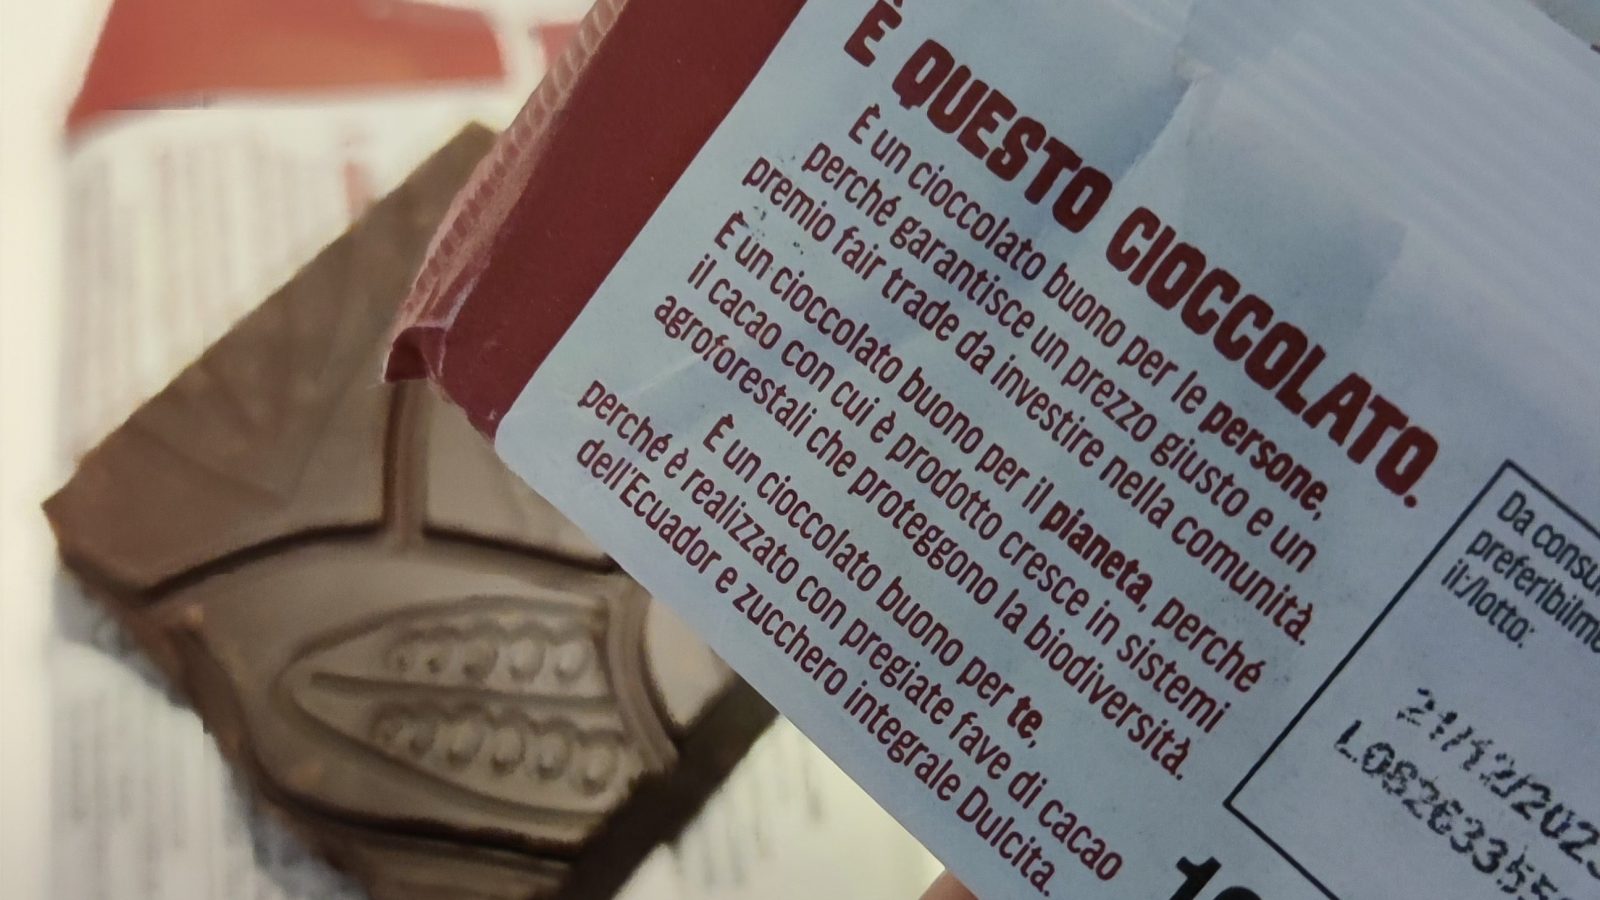 È QUESTO CIOCCOLATO.
È un cioccolato buono per le persone,
perché garantisce un prezzo giusto e un
premio fair trade da investire nella comunità.
È un cioccolato buono per il pianeta, perché
il cacao con cui è prodotto cresce in sistemi
agroforestali che proteggono la biodiversità.
È un cioccolato buono per te,
perché è realizzato con pregiate fave di cacao
dell'Ecuador e zucchero integrale Dulcita.
Da
il:/lotto: